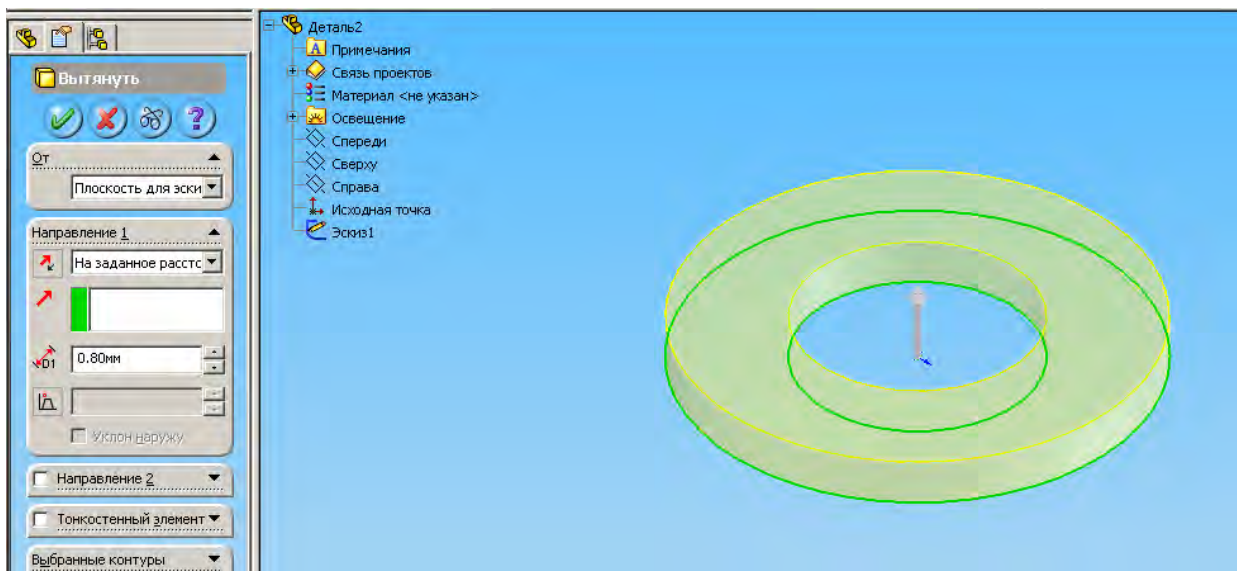 Вытянуть
?
От
Плоскость для эски
Направление 1
На заданное расстс
D1
0.80мм
Уклон наружу
Направление 2
Тонкостенный элемент
Выбранные контуры
Деталь2
A Примечания
Связь проектов
Материал <не указан>
Освещение
Спереди
Сверху
Справа
Исходная точка
Эскиз1